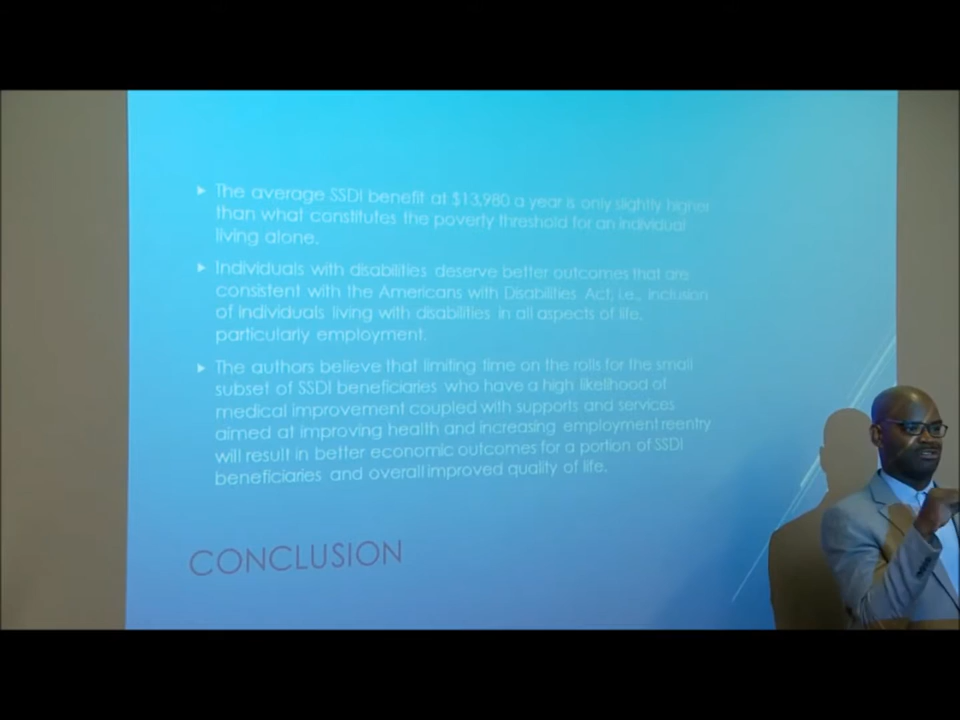 ▸ The average SSDI benefit at $13,980 a year is only slightly higher
than what constitutes the poverty threshold for an individual
living alone.
▸ Individuals with disabilities deserve better outcomes that are
consistent with the Americans with Disabilities Act, i.e., inclusion
of individuals living with disabilities in all aspects of life,
particularly employment.
▸ The authors believe that limiting time on the rolls for the small
subset of SSDI beneficiaries who have a high likelihood of
medical improvement coupled with supports and services
aimed at improving health and increasing employment reentry
will result in better economic outcomes for a portion of SSDI
beneficiaries and overall improved quality of life.
CONCLUSION